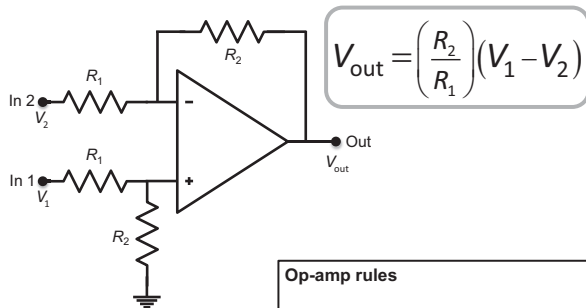 R2
Vout = (R2/R1)(V1 – V2)
R1
In 2
V2
–
R1
In 1
V1
+
Out
Vout
R2
Op-amp rules